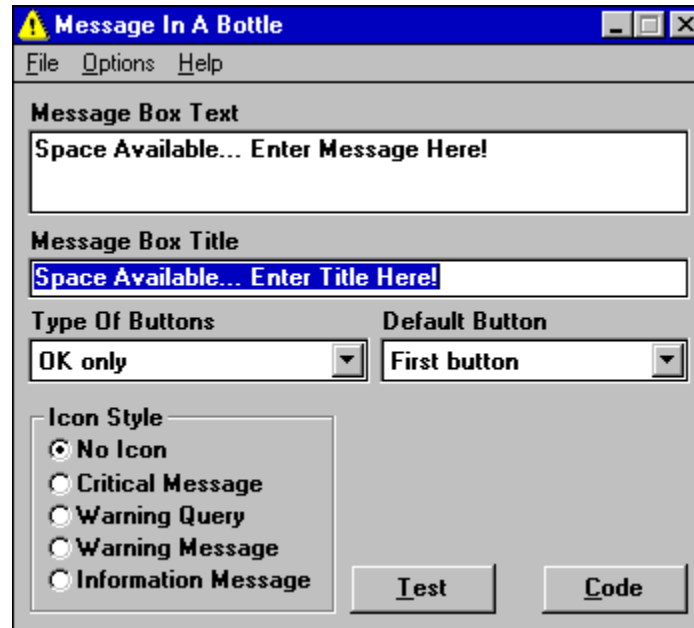 Message In A Bottle
File Options Help
Message Box Text
Space Available... Enter Message Here!
Message Box Title
Space Available... Enter Title Here!
Type Of Buttons Default Button
OK only First button
Icon Style
No Icon
Critical Message
Warning Query
Warning Message
Information Message
Test Code